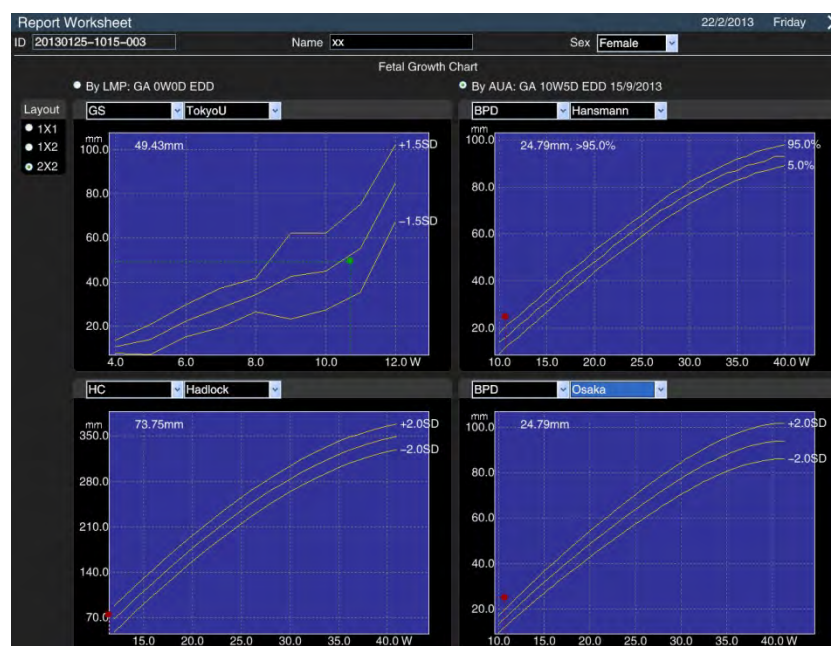 Report Worksheet 22/2/2013 Friday
ID 20130125-1015-003 Name xx Sex Female
Fetal Growth Chart
By LMP: GA 0W0D EDD By AUA: GA 10W5D EDD 15/9/2013
Layout
1X1
1X2
2X2
GS TokyoU
mm
49.43mm
100.0
80.0
60.0
40.0
20.0
+1.5SD
-1.5SD
4.0 6.0 8.0 10.0 12.0 W
BPD Hansmann
mm
24.79mm, >95.0%
100.0
80.0
60.0
40.0
20.0
95.0%
5.0%
10.0 15.0 20.0 25.0 30.0 35.0 40.0 W
HC Hadlock
mm
73.75mm
350.0
280.0
210.0
140.0
70.0
+2.0SD
-2.0SD
15.0 20.0 25.0 30.0 35.0 40.0 W
BPD Osaka
mm
24.79mm
100.0
80.0
60.0
40.0
20.0
+2.0SD
-2.0SD
10.0 15.0 20.0 25.0 30.0 35.0 40.0 W